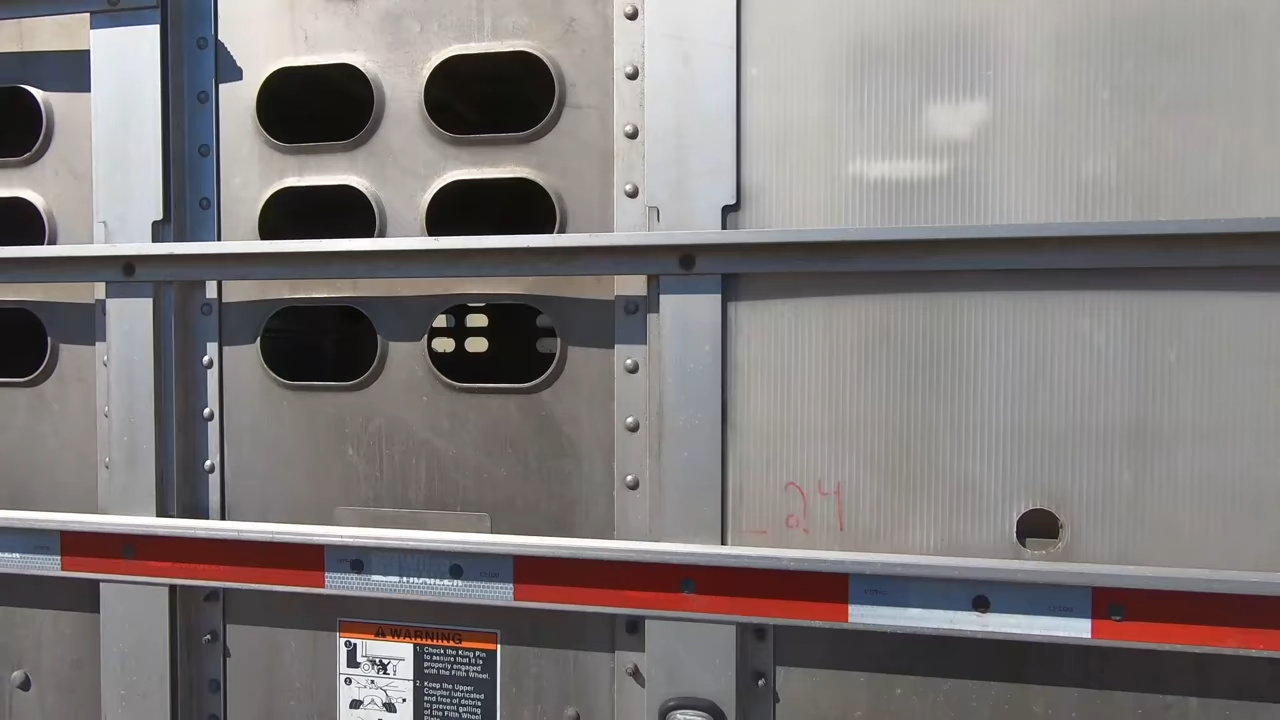 24
WARNING
1. Check the King Pin
to assure that it is
properly engaged
with the Fifth Wheel.
2. Keep the Upper
Coupler lubricated
and free of debris
to prevent galling
of the Fifth Wheel